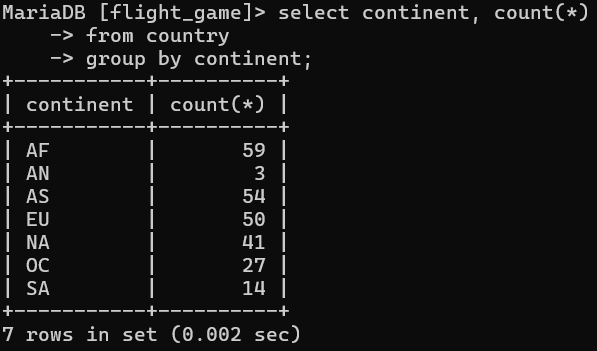 MariaDB [flight_game]> select continent, count(*)
    -> from country
    -> group by continent;
+-----------+----------+
| continent | count(*) |
+-----------+----------+
| AF        |       59 |
| AN        |        3 |
| AS        |       54 |
| EU        |       50 |
| NA        |       41 |
| OC        |       27 |
| SA        |       14 |
+-----------+----------+
7 rows in set (0.002 sec)